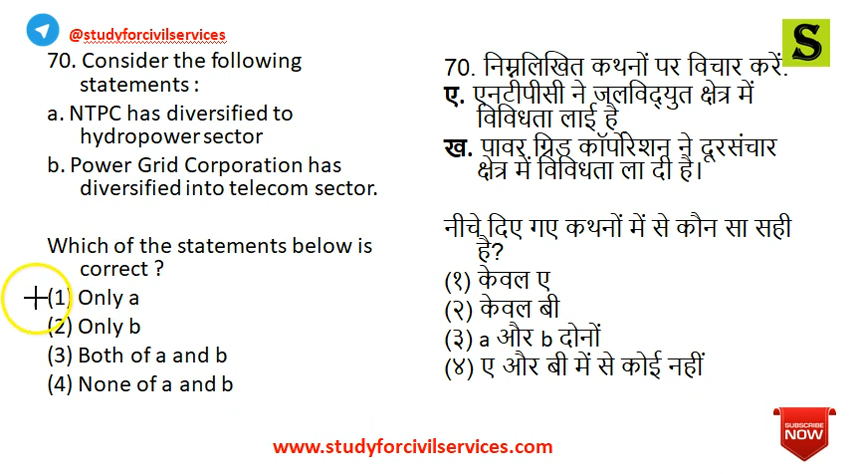 @studyforcivilservices
S
70. Consider the following
statements :
a. NTPC has diversified to
hydropower sector
b. Power Grid Corporation has
diversified into telecom sector.
Which of the statements below is
correct ?
(1) Only a
(2) Only b
(3) Both of a and b
(4) None of a and b
70. निम्नलिखित कथनों पर विचार करें:
ए. एनटीपीसी ने जलविद्युत क्षेत्र में
विविधता लाई है
ख. पावर ग्रिड कॉर्पोरेशन ने दूरसंचार
क्षेत्र में विविधता ला दी है।
नीचे दिए गए कथनों में से कौन सा सही
है?
(१) केवल ए
(२) केवल बी
(३) a और b दोनों
(४) ए और बी में से कोई नहीं
SUBSCRIBE
NOW
www.studyforcivilservices.com